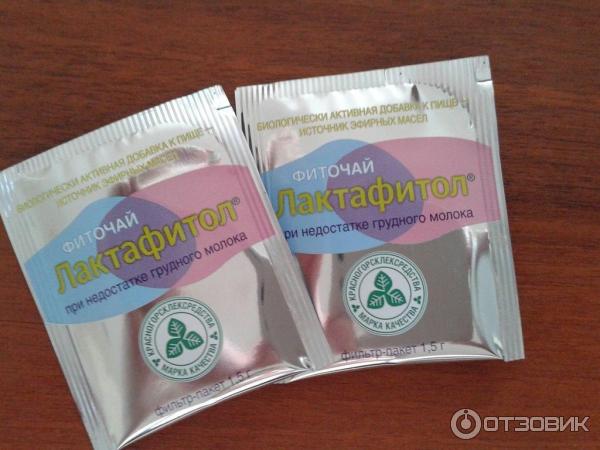 БИОЛОГИЧЕСКИ АКТИВНАЯ ДОБАВКА К ПИЩЕ –
ИСТОЧНИК ЭФИРНЫХ МАСЕЛ
ФИТОЧАЙ
Лактафитол®
при недостатке грудного молока
КРАСНОГОРСКЛЕКСРЕДСТВА
МАРКА КАЧЕСТВА
фильтр-пакет 1,5 г
БИОЛОГИЧЕСКИ АКТИВНАЯ ДОБАВКА К ПИЩЕ –
ИСТОЧНИК ЭФИРНЫХ МАСЕЛ
ФИТОЧАЙ
Лактафитол®
при недостатке грудного молока
КРАСНОГОРСКЛЕКСРЕДСТВА
МАРКА КАЧЕСТВА
фильтр-пакет 1,5 г
ОТЗОВИК